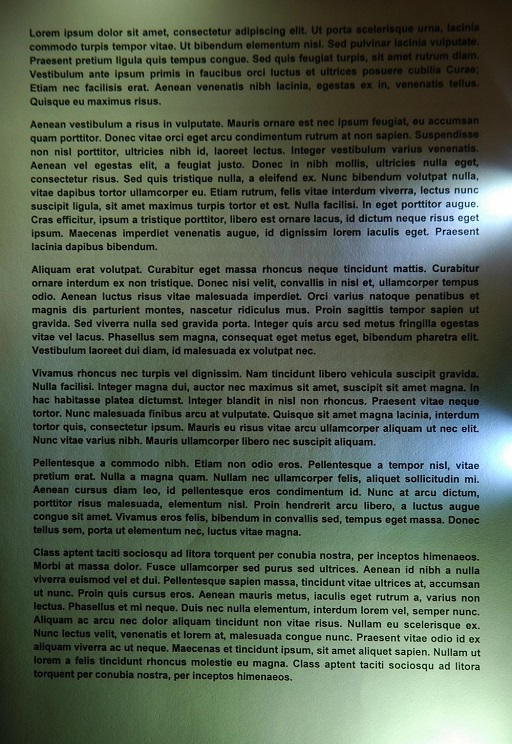 Lorem ipsum dolor sit amet, consectetur adipiscing elit. Ut porta scelerisque urna, lacinia
commodo turpis tempor vitae. Ut bibendum elementum nisi. Sed pulvinar lacinia vulputate.
Praesent pretium ligula quis tempus congue. Sed quis feugiat turpis, sit amet rutrum diam.
Vestibulum ante ipsum primis in faucibus orci luctus et ultrices posuere cubilia Curae;
Etiam nec facilisis erat. Aenean venenatis nibh lacinia, egestas ex in, venenatis tellus.
Quisque eu maximus risus.
Aenean vestibulum a risus in vulputate. Mauris ornare est nec ipsum feugiat, eu accumsan
quam porttitor. Donec vitae orci eget arcu condimentum rutrum at non sapien. Suspendisse
non nisl porttitor, ultricies nibh id, laoreet lectus. Integer vestibulum varius venenatis.
Aenean vel egestas elit, a feugiat justo. Donec in nibh mollis, ultricies nulla eget,
consectetur risus. Sed quis tristique nulla, a eleifend ex. Nunc bibendum volutpat nulla,
vitae dapibus tortor ullamcorper eu. Etiam rutrum, felis vitae interdum viverra, lectus nunc
suscipit ligula, sit amet maximus turpis tortor et est. Nulla facilisi. In eget porttitor augue.
Cras efficitur, ipsum a tristique porttitor, libero est ornare lacus, id dictum neque risus eget
ipsum. Maecenas imperdiet venenatis augue, id dignissim lorem iaculis eget. Praesent
lacinia dapibus bibendum.
Aliquam erat volutpat. Curabitur eget massa rhoncus neque tincidunt mattis. Curabitur
ornare interdum ex non tristique. Donec nisi velit, convallis in nisl et, ullamcorper tempus
odio. Aenean luctus risus vitae malesuada imperdiet. Orci varius natoque penatibus et
magnis dis parturient montes, nascetur ridiculus mus. Proin sagittis tempor sapien ut
gravida. Sed viverra nulla sed gravida porta. Integer quis arcu sed metus fringilla egestas
vitae vel lacus. Phasellus sem magna, consequat eget metus eget, bibendum pharetra elit.
Vestibulum laoreet dui diam, id malesuada ex volutpat nec.
Vivamus rhoncus nec turpis vel dignissim. Nam tincidunt libero vehicula suscipit gravida.
Nulla facilisi. Integer magna dui, auctor nec maximus sit amet, suscipit sit amet magna. In
hac habitasse platea dictumst. Integer blandit in nisl non rhoncus. Praesent vitae neque
tortor. Nunc malesuada finibus arcu at vulputate. Quisque sit amet magna lacinia, interdum
tortor quis, consectetur ipsum. Mauris eu risus vitae arcu ullamcorper aliquam ut nec elit.
Nunc vitae varius nibh. Mauris ullamcorper libero nec suscipit aliquam.
Pellentesque a commodo nibh. Etiam non odio eros. Pellentesque a tempor nisl, vitae
pretium erat. Nulla a magna quam. Nullam nec ullamcorper felis, aliquet sollicitudin mi.
Aenean cursus diam leo, id pellentesque eros condimentum id. Nunc at arcu dictum,
porttitor risus malesuada, elementum nisl. Proin hendrerit arcu libero, a luctus augue
congue sit amet. Vivamus eros felis, bibendum in convallis sed, tempus eget massa. Donec
tellus sem, porta ut elementum nec, luctus vitae magna.
Class aptent taciti sociosqu ad litora torquent per conubia nostra, per inceptos himenaeos.
Morbi at massa dolor. Fusce ullamcorper sed purus sed ultrices. Aenean id nibh a nulla
viverra euismod vel et dui. Pellentesque sapien massa, tincidunt vitae ultrices at, accumsan
ut nunc. Proin quis cursus eros. Aenean mauris metus, iaculis eget rutrum a, varius non
lectus. Phasellus et mi neque. Duis nec nulla elementum, interdum lorem vel, semper nunc.
Aliquam ac arcu nec dolor aliquam tincidunt non vitae risus. Nullam eu scelerisque ex.
Nunc lectus velit, venenatis et lorem at, malesuada congue nunc. Praesent vitae odio id ex
aliquam viverra ac ut neque. Maecenas et tincidunt ipsum, sit amet aliquet sapien. Nullam ut
lorem a felis tincidunt rhoncus molestie eu magna. Class aptent taciti sociosqu ad litora
torquent per conubia nostra, per inceptos himenaeos.